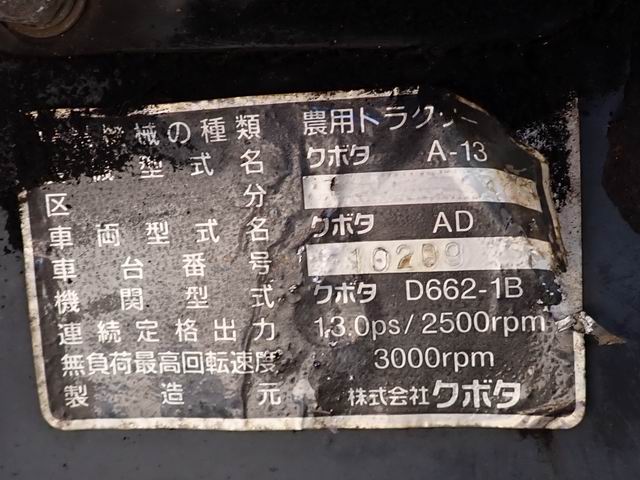 機械の種類 農用トラクター
型式名 クボタ A-13
区分
車両型式名 クボタ AD
車台番号 10209
機関型式 クボタ D662-1B
連続定格出力 13.0ps/2500rpm
無負荷最高回転速度 3000rpm
製造元 株式会社クボタ